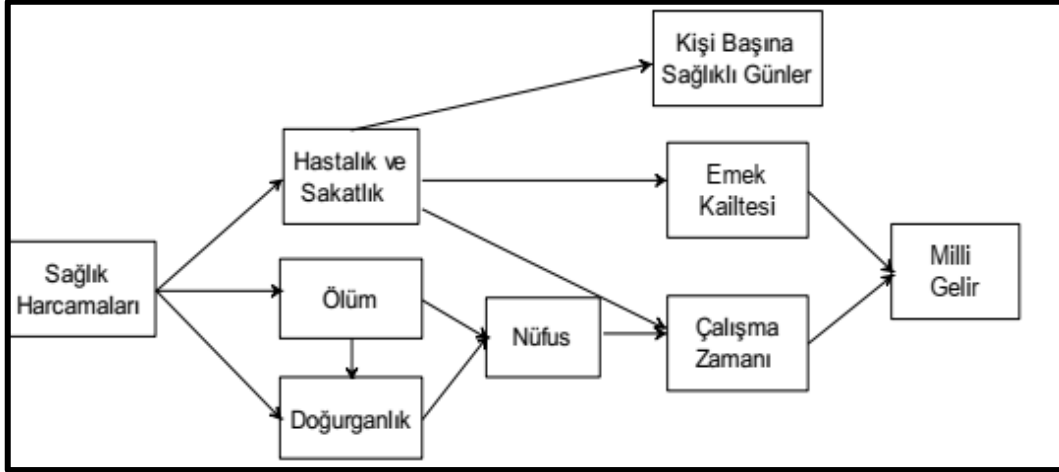 Kişi Başına
Sağlıklı Günler
Hastalık ve
Sakatlık
Emek
Kailtesi
Milli
Gelir
Sağlık
Harcamaları
Ölüm
Nüfus
Çalışma
Zamanı
Doğurganlık